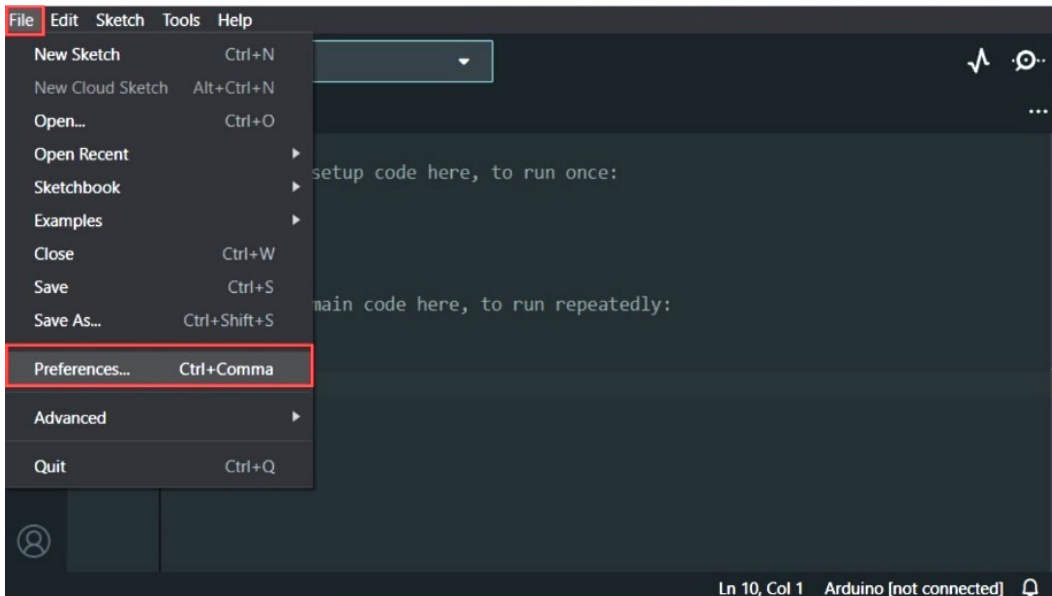 File Edit Sketch Tools Help
New Sketch Ctrl+N
New Cloud Sketch Alt+Ctrl+N
Open... Ctrl+O
Open Recent
Sketchbook
setup code here, to run once:
Examples
Close Ctrl+W
Save Ctrl+S
main code here, to run repeatedly:
Save As... Ctrl+Shift+S
Preferences... Ctrl+Comma
Advanced
Quit Ctrl+Q
Ln 10, Col 1 Arduino [not connected]